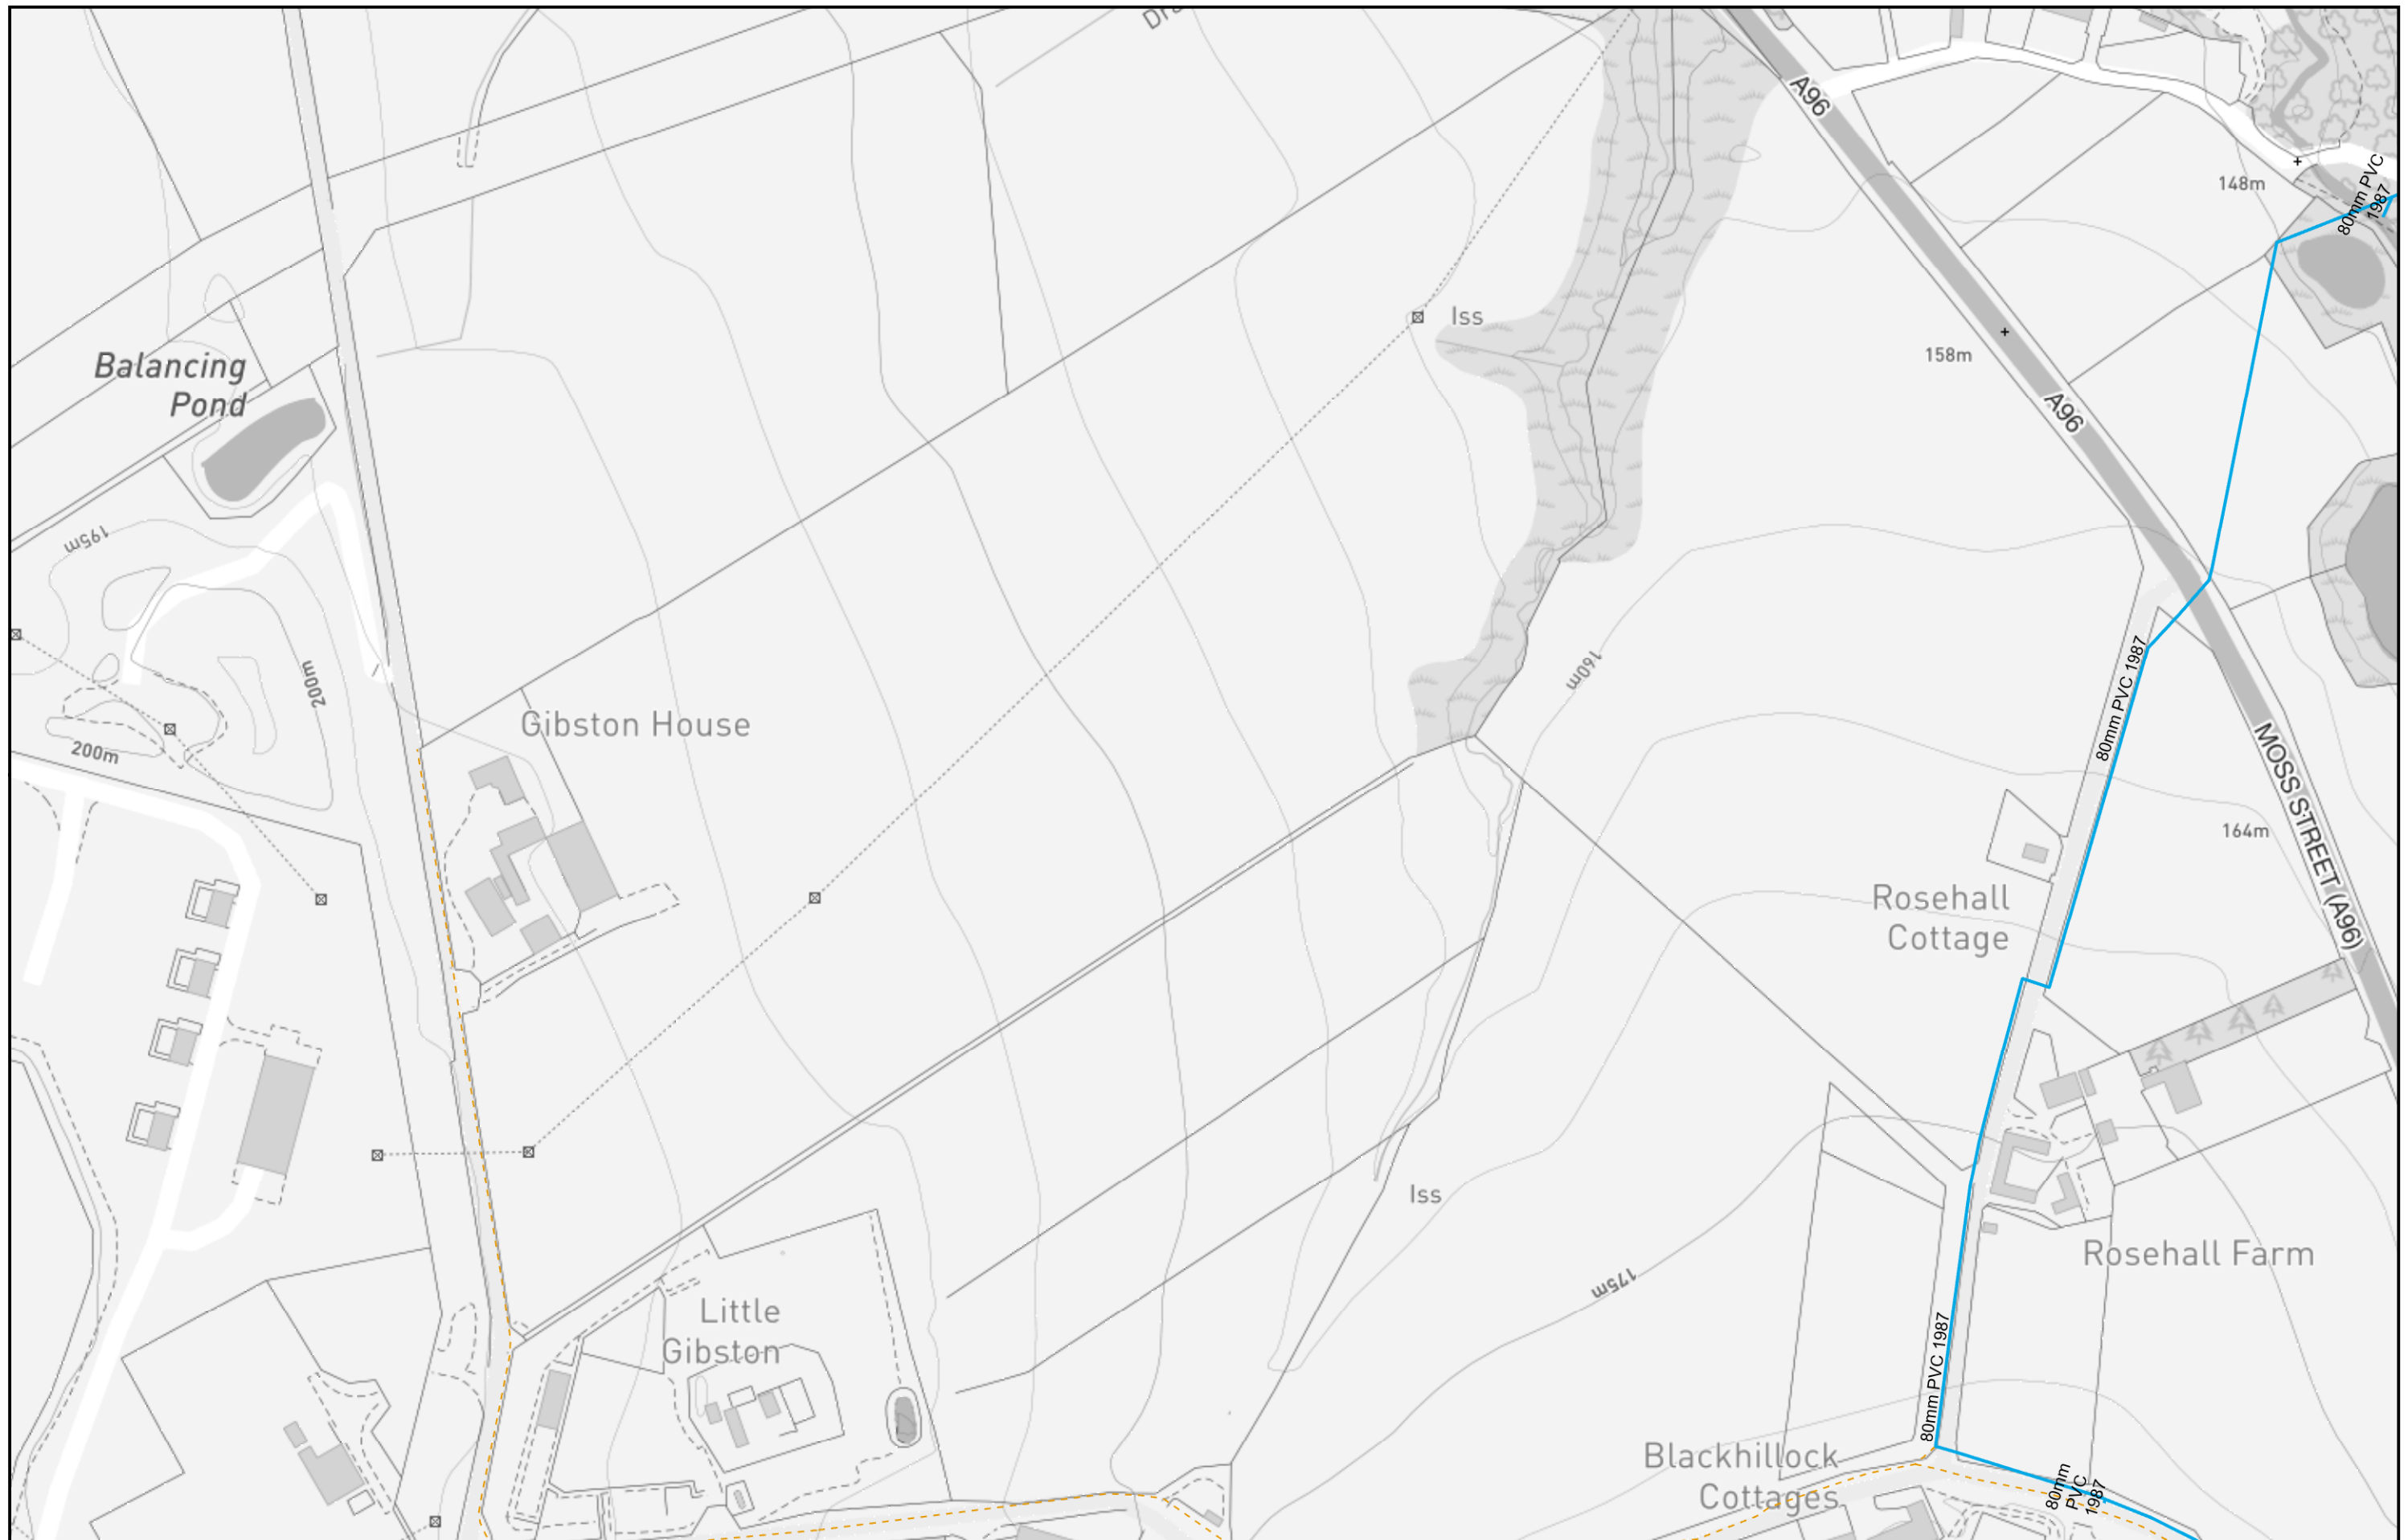 A96
80mm PVC
1987
148m
Iss
158m
Balancing
Pond
A96
195m
80mm PVC 1987
160m
200m
Gibston House
200m
MOSS STREET (A96)
164m
Rosehall
Cottage
Iss
Rosehall Farm
175m
Little
Gibston
80mm PVC 1987
Blackhillock
Cottages
80mm
PVC
1987